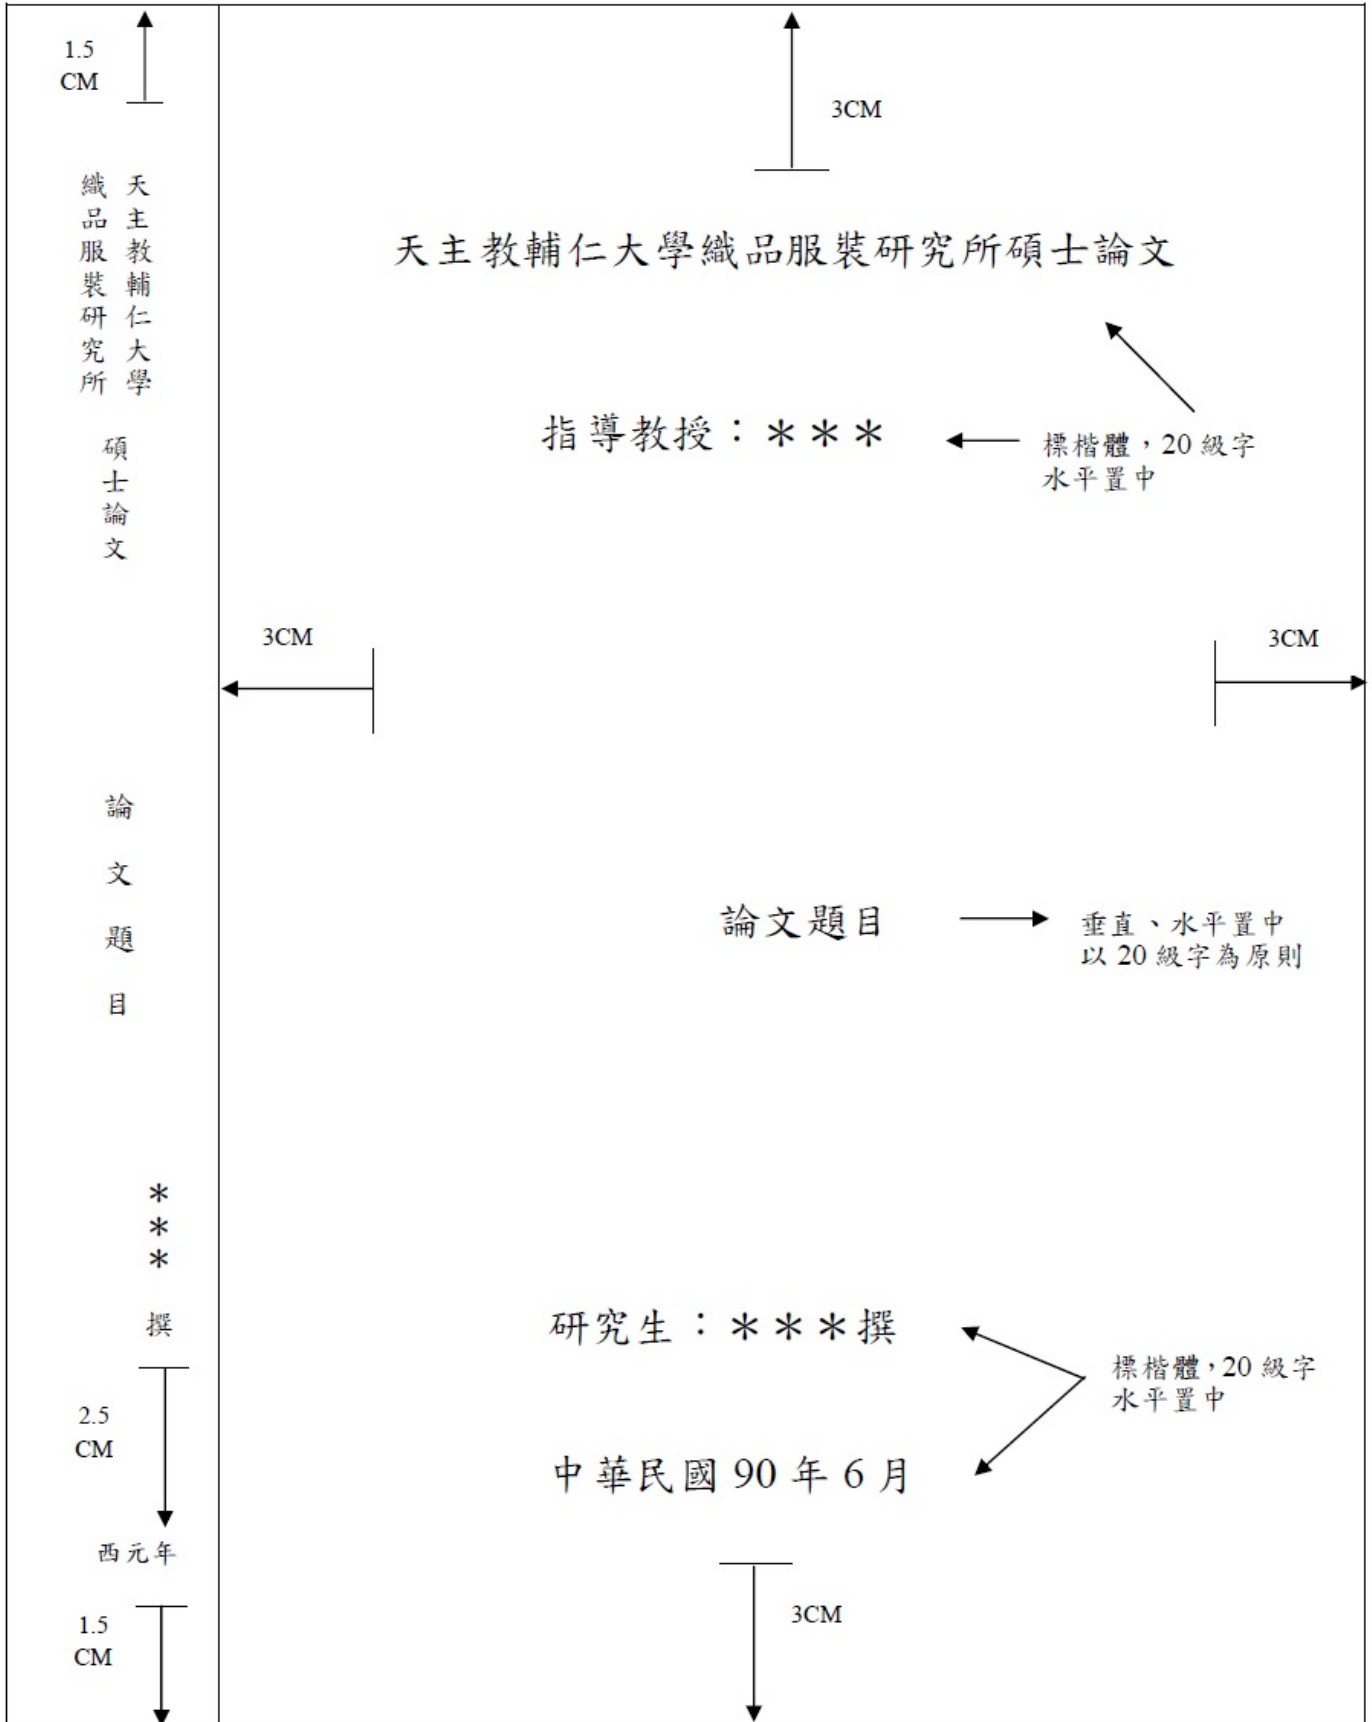 1.5
CM
天主教輔仁大學
織品服裝研究所
碩士論文
論文題目
***
撰
2.5
CM
西元年
1.5
CM
3CM
天主教輔仁大學織品服裝研究所碩士論文
指導教授：***
標楷體，20 級字
水平置中
3CM
3CM
論文題目
垂直、水平置中
以 20 級字為原則
研究生：***撰
標楷體，20 級字
水平置中
中華民國 90 年 6 月
3CM